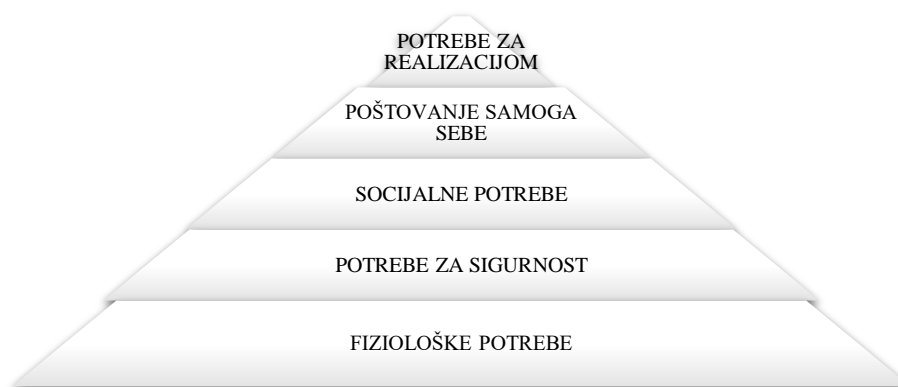 POTREBE ZA
REALIZACIJOM
POŠTOVANJE SAMOGA
SEBE
SOCIJALNE POTREBE
POTREBE ZA SIGURNOST
FIZIOLOŠKE POTREBE